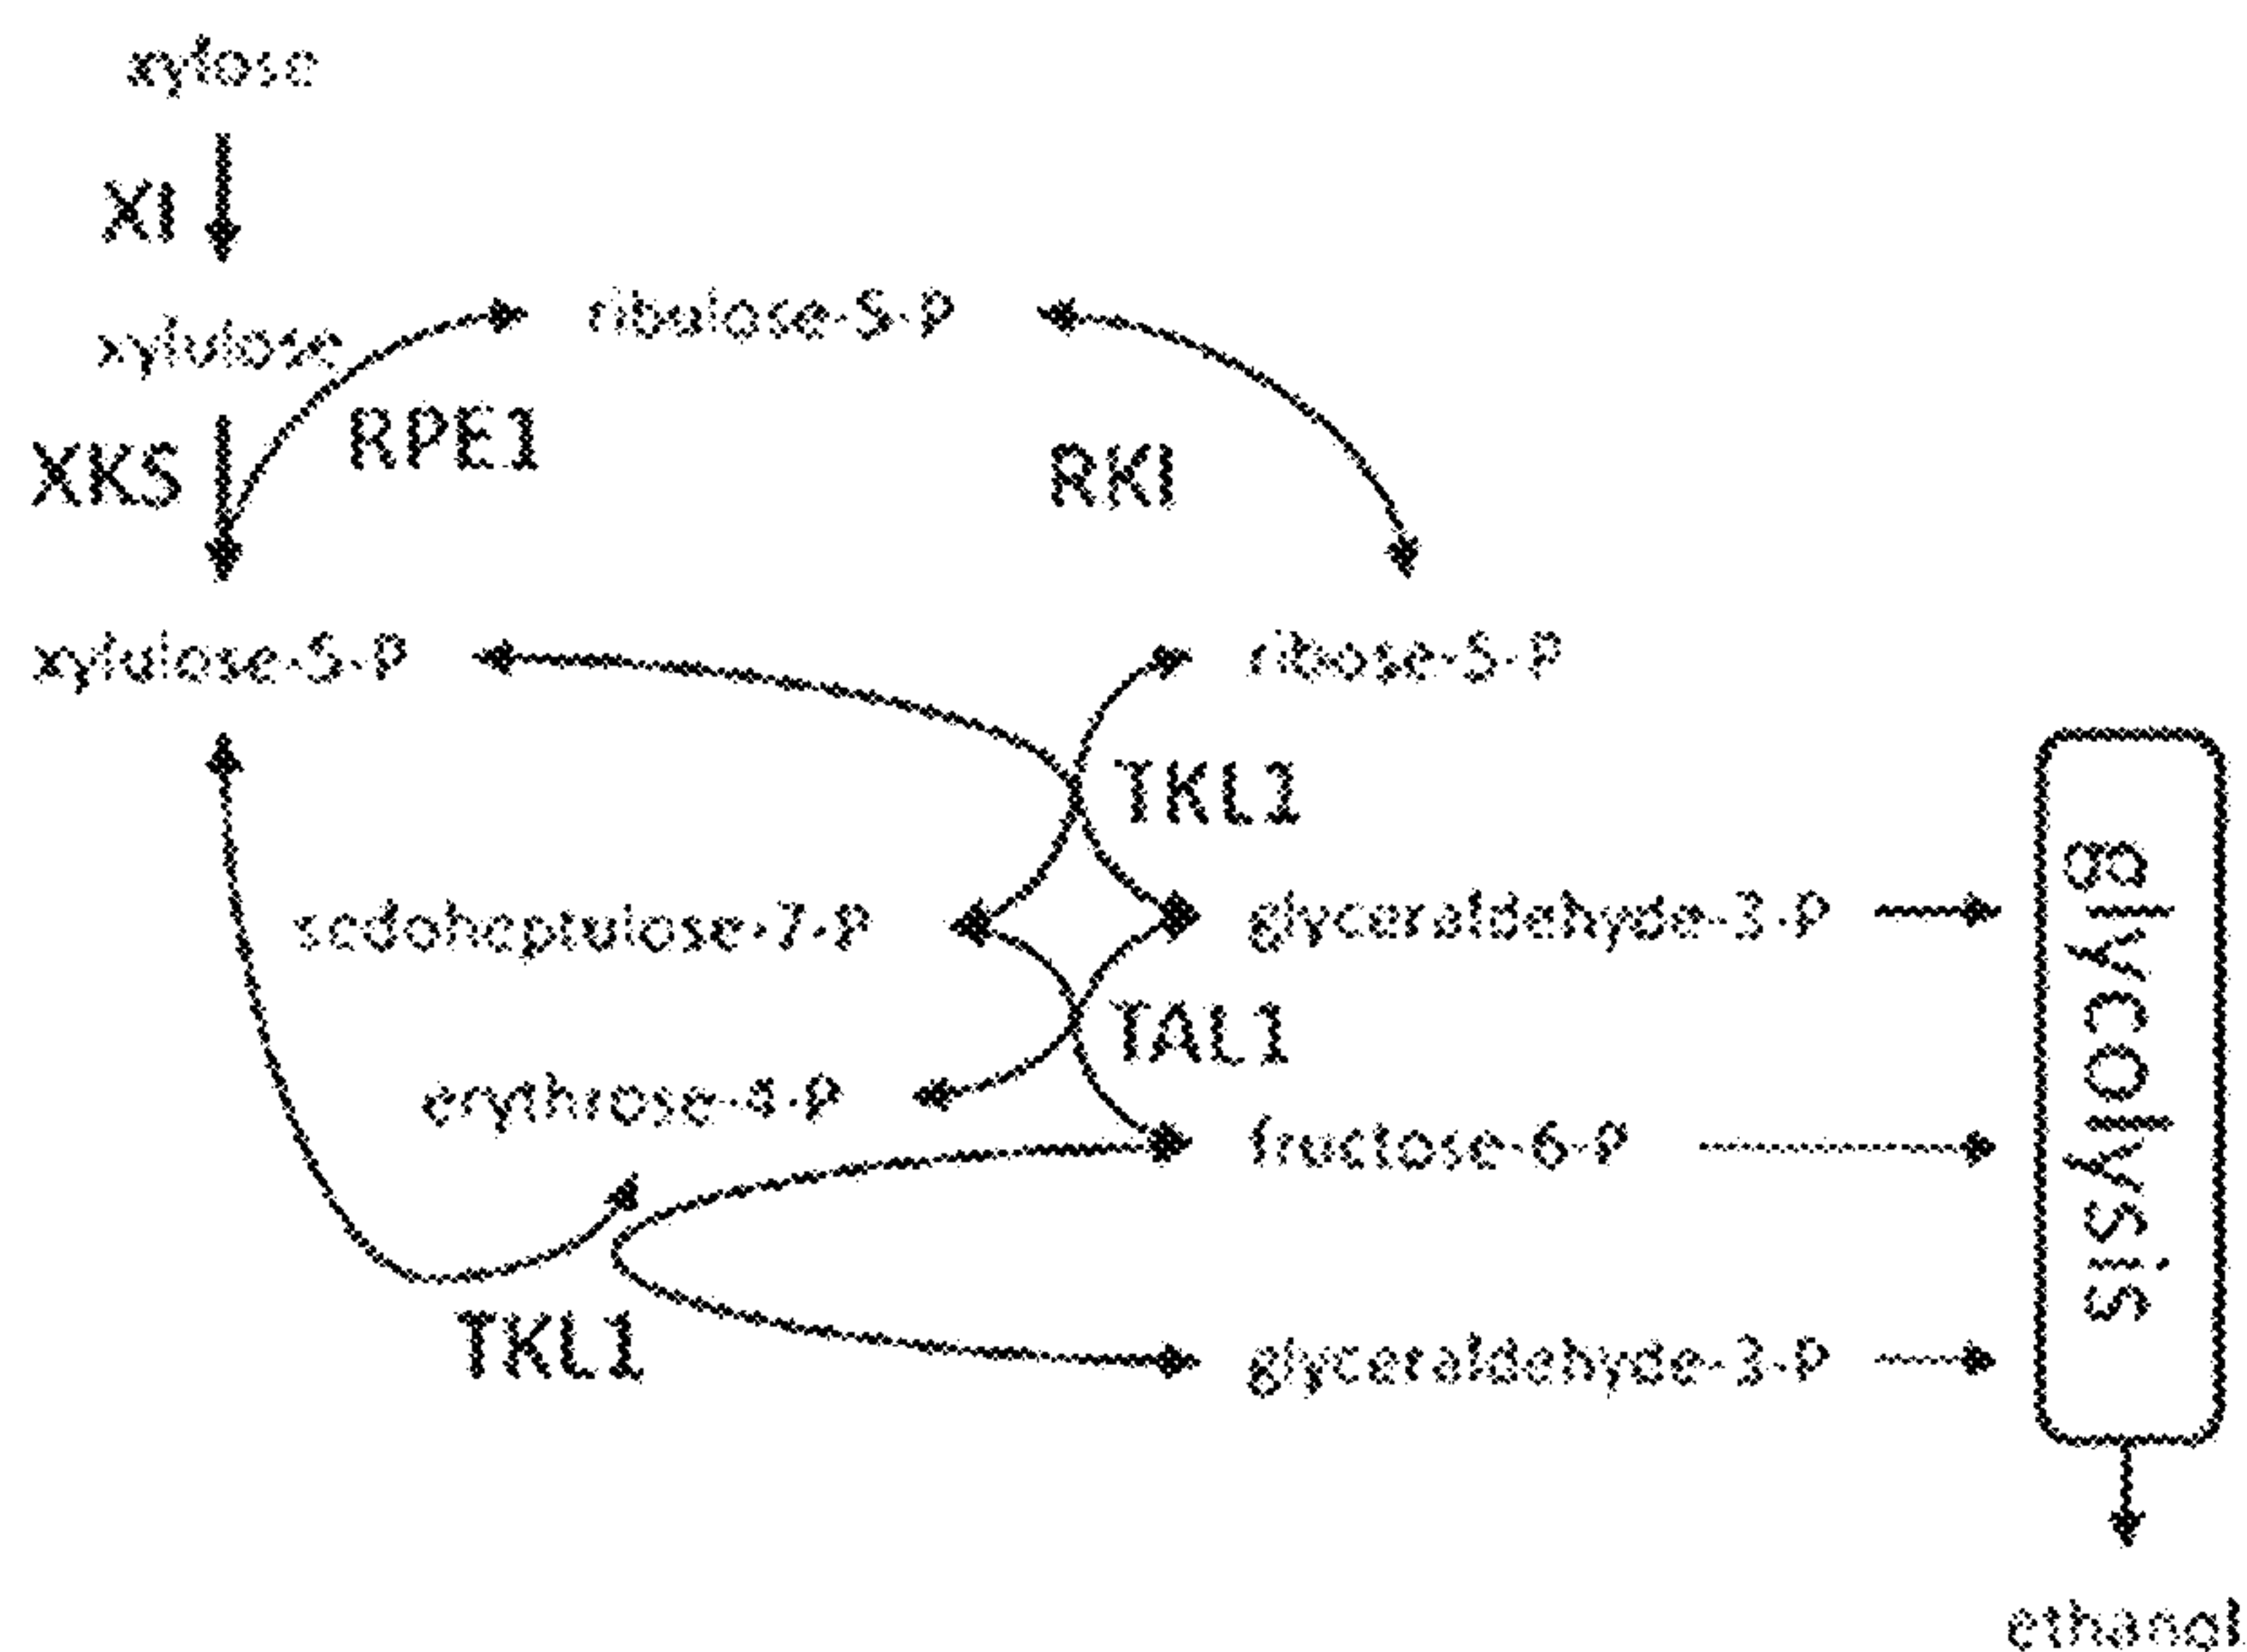 xylose
XI
xylulose
ribulose-5-P
RPE1
XKS
RKI
xylulose-5-P
ribose-5-P
TKL1
sedoheptulose-7-P
glyceraldehyde-3-P
TAL1
erythrose-4-P
fructose-6-P
TKL1
glyceraldehyde-3-P
glycolysis
ethanol